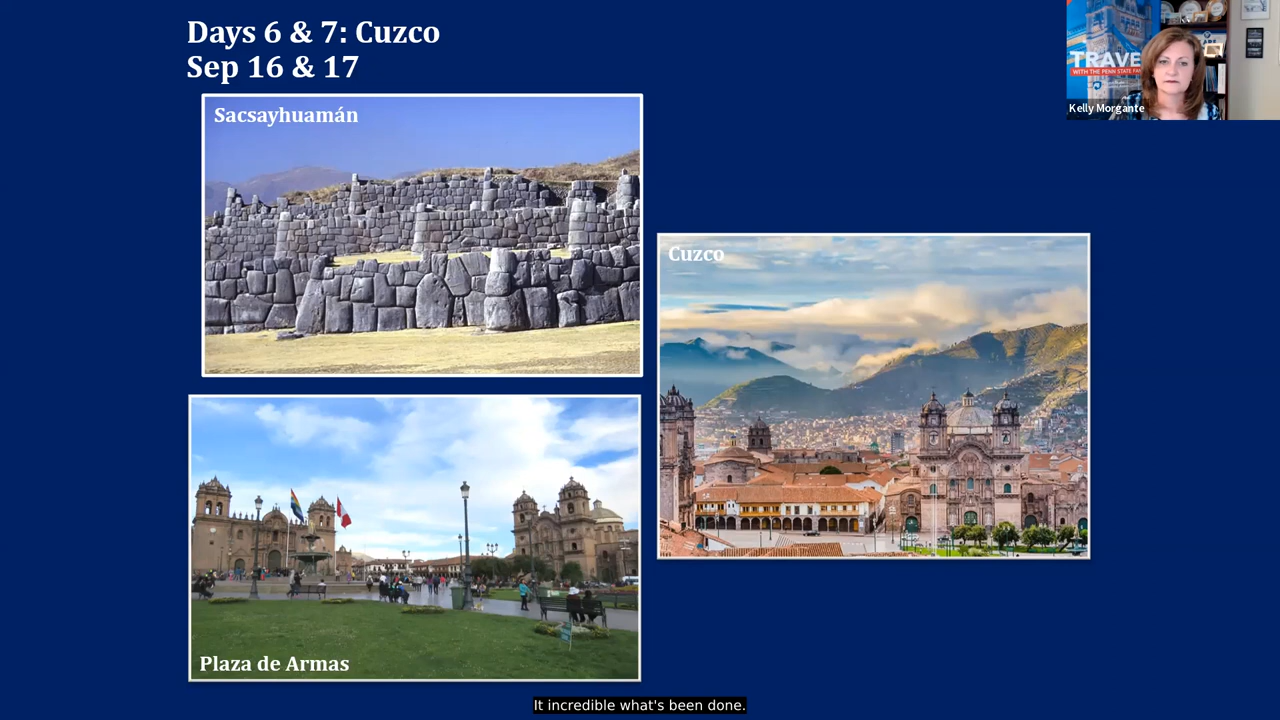 Days 6 & 7: Cuzco
Sep 16 & 17
Sacsayhuamán
Cuzco
Plaza de Armas
TRAVE
WITH THE PENN STATE
Kelly Morgante
It incredible what's been done.